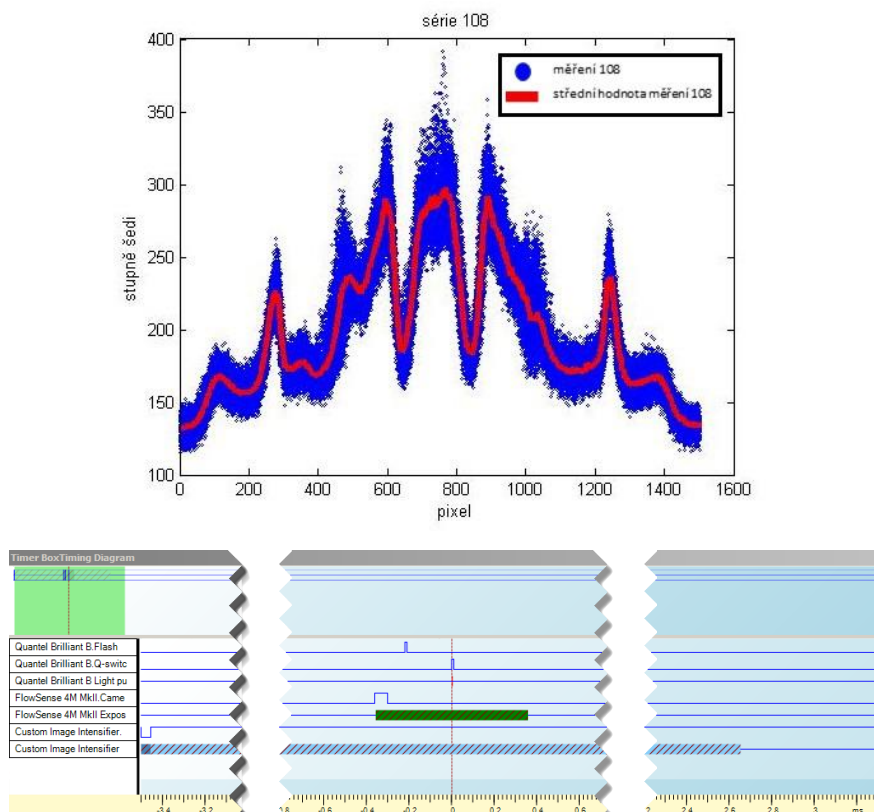 série 108
400
350
300
250
200
150
100
stupně šedi
měření 108
střední hodnota měření 108
0 200 400 600 800 1000 1200 1400 1600
pixel
Timer BoxTiming Diagram
Quantel Brilliant B.Flash
Quantel Brilliant B.Q-switc
Quantel Brilliant B Light pu
FlowSense 4M MkII.Came
FlowSense 4M MkII Expos
Custom Image Intensifier.
Custom Image Intensifier
-3.4 -3.2 -0.4 -0.2 0 0.2 0.4 0.6 2 2.4 2.6 2.8 3 ms